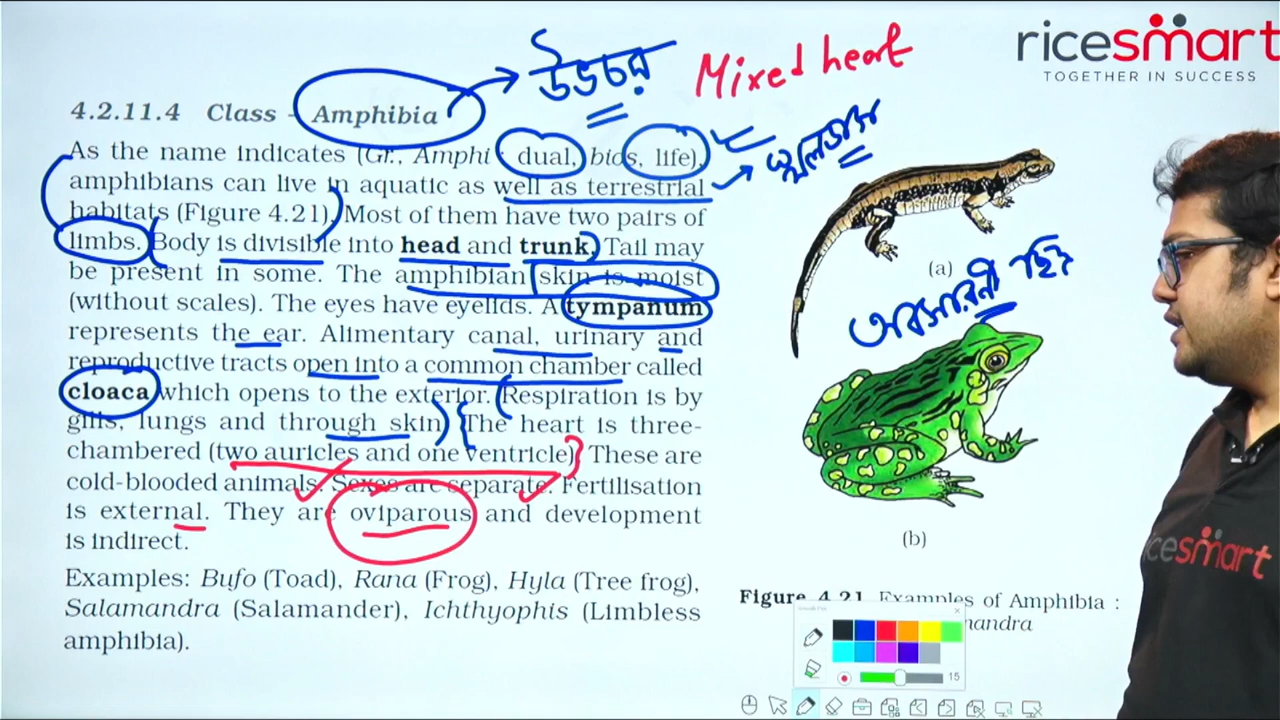 ricesmart
TOGETHER IN SUCCESS
উভচর
Mixed heart
4.2.11.4 Class - Amphibia
As the name indicates (Gr., Amphi : dual, bios, life),
amphibians can live in aquatic as well as terrestrial
habitats (Figure 4.21). Most of them have two pairs of
limbs. Body is divisible into head and trunk. Tail may
be present in some. The amphibian skin is moist
(without scales). The eyes have eyelids. A tympanum
represents the ear. Alimentary canal, urinary and
reproductive tracts open into a common chamber called
cloaca which opens to the exterior. Respiration is by
gills, lungs and through skin. The heart is three-
chambered (two auricles and one ventricle). These are
cold-blooded animals. Sexes are separate. Fertilisation
is external. They are oviparous and development
is indirect.
Examples: Bufo (Toad), Rana (Frog), Hyla (Tree frog),
Salamandra (Salamander), Ichthyophis (Limbless
amphibia).
(a)
অবসারনী ছিদ্র
(b)
Figure 4.21 Examples of Amphibia :
mandra
15
ricesmart